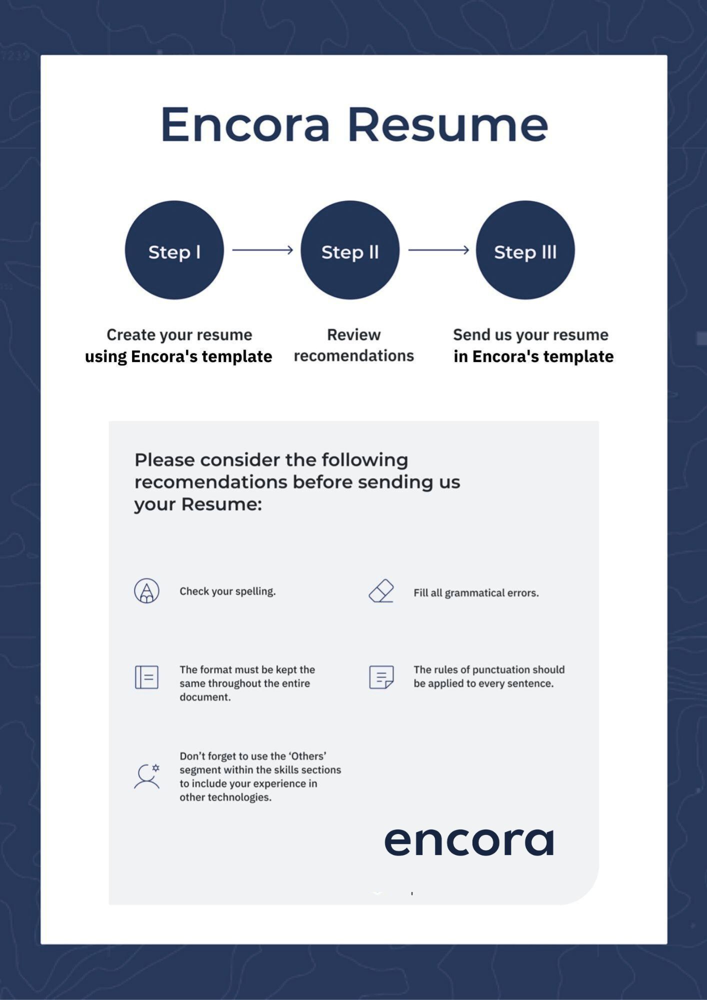 7239
Encora Resume
Step I
Step II
Step III
Create your resume
using Encora's template
Review
recomendations
Send us your resume
in Encora's template
Please consider the following
recomendations before sending us
your Resume:
Check your spelling.
Fill all grammatical errors.
The format must be kept the
same throughout the entire
document.
The rules of punctuation should
be applied to every sentence.
Don’t forget to use the ‘Others’
segment within the skills sections
to include your experience in
other technologies.
encora